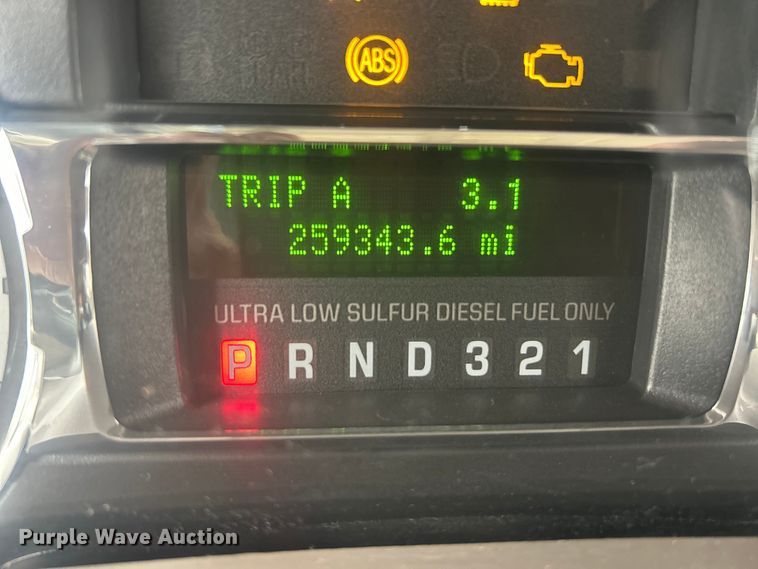 ABS
TRIP A 3.1
259343.6 mi
ULTRA LOW SULFUR DIESEL FUEL ONLY
P R N D 3 2 1
Purple Wave Auction